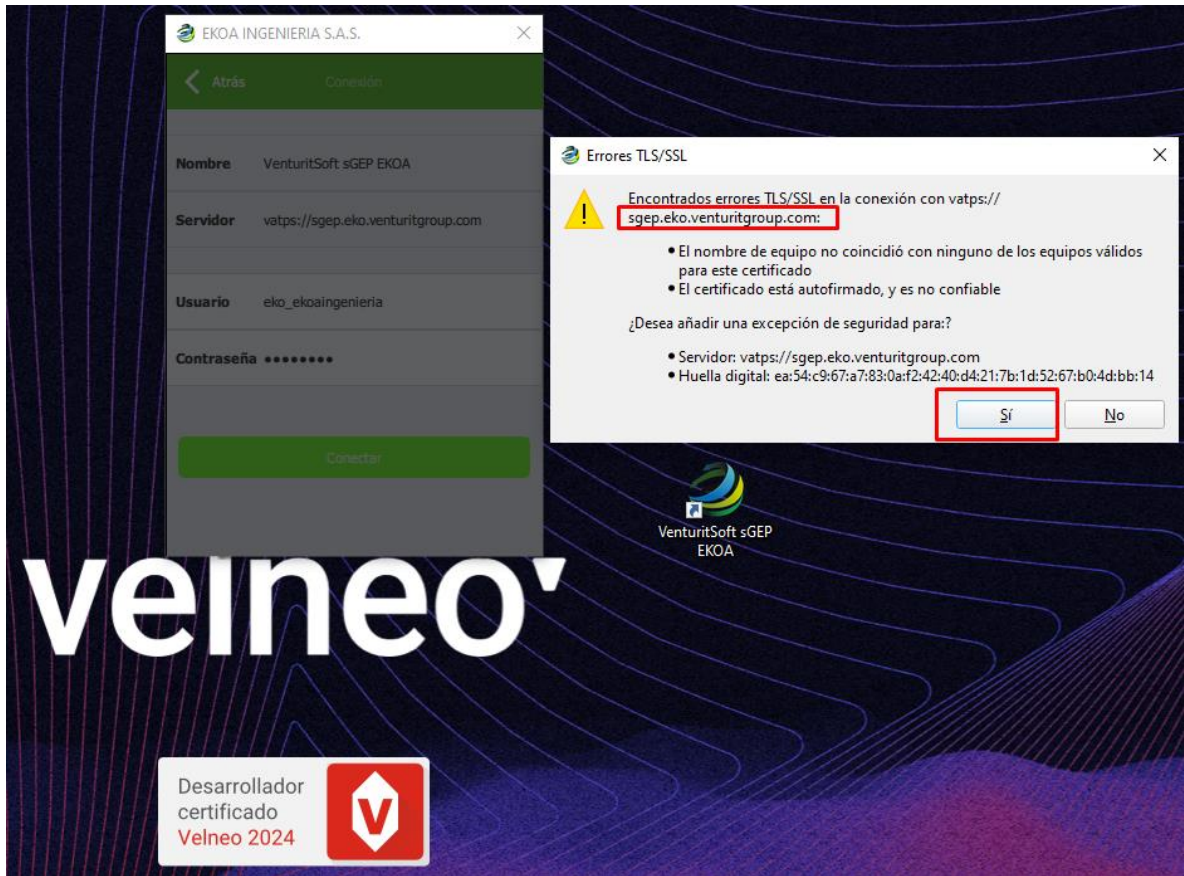 EKOA INGENIERIA S.A.S.
Atrás
Conexión
Nombre VenturitSoft sGEP EKOA
Servidor vatps://sgep.eko.venturitgroup.com
Usuario eko_ekoaingenieria
Contraseña ●●●●●●●●
Conectar
Errores TLS/SSL
Encontrados errores TLS/SSL en la conexión con vatps://
sgep.eko.venturitgroup.com:
● El nombre de equipo no coincidió con ninguno de los equipos válidos
para este certificado
● El certificado está autofirmado, y es no confiable
¿Desea añadir una excepción de seguridad para:?
● Servidor: vatps://sgep.eko.venturitgroup.com
● Huella digital: ea:54:c9:67:a7:83:0a:f2:42:40:d4:21:7b:1d:52:67:b0:4d:bb:14
Sí
No
VenturitSoft sGEP
EKOA
velneo
Desarrollador
certificado
Velneo 2024
V